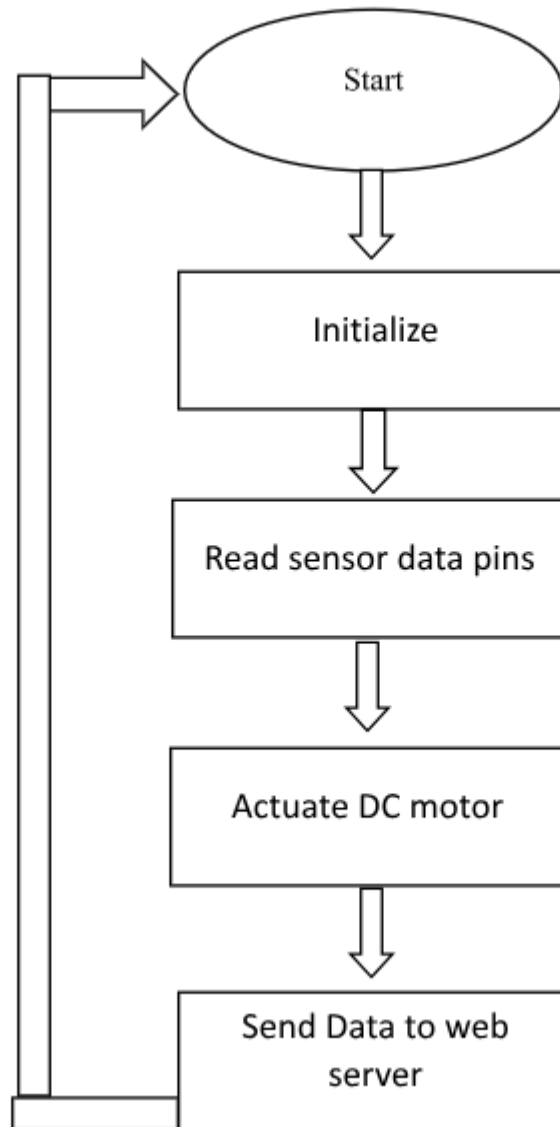 Start
Initialize
Read sensor data pins
Actuate DC motor
Send Data to web
server